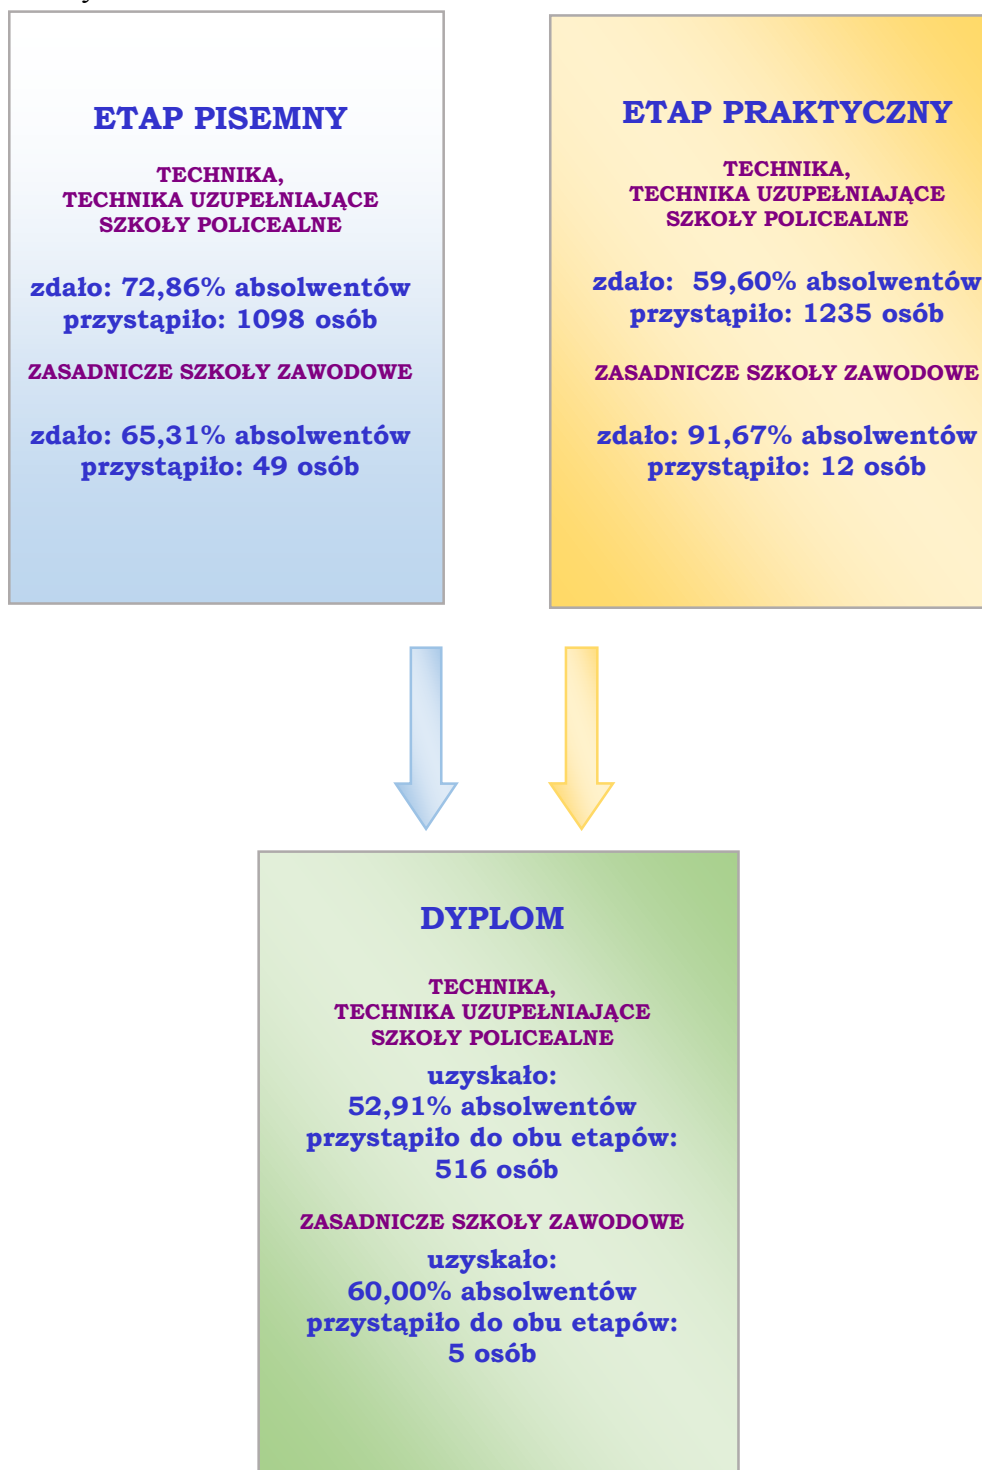 ETAP PISEMNY
TECHNIKA,
TECHNIKA UZUPEŁNIAJĄCE
SZKOŁY POLICEALNE
zdało: 72,86% absolwentów
przystąpiło: 1098 osób
ZASADNICZE SZKOŁY ZAWODOWE
zdało: 65,31% absolwentów
przystąpiło: 49 osób
ETAP PRAKTYCZNY
TECHNIKA,
TECHNIKA UZUPEŁNIAJĄCE
SZKOŁY POLICEALNE
zdało: 59,60% absolwentów
przystąpiło: 1235 osób
ZASADNICZE SZKOŁY ZAWODOWE
zdało: 91,67% absolwentów
przystąpiło: 12 osób
DYPLOM
TECHNIKA,
TECHNIKA UZUPEŁNIAJĄCE
SZKOŁY POLICEALNE
uzyskało:
52,91% absolwentów
przystąpiło do obu etapów:
516 osób
ZASADNICZE SZKOŁY ZAWODOWE
uzyskało:
60,00% absolwentów
przystąpiło do obu etapów:
5 osób